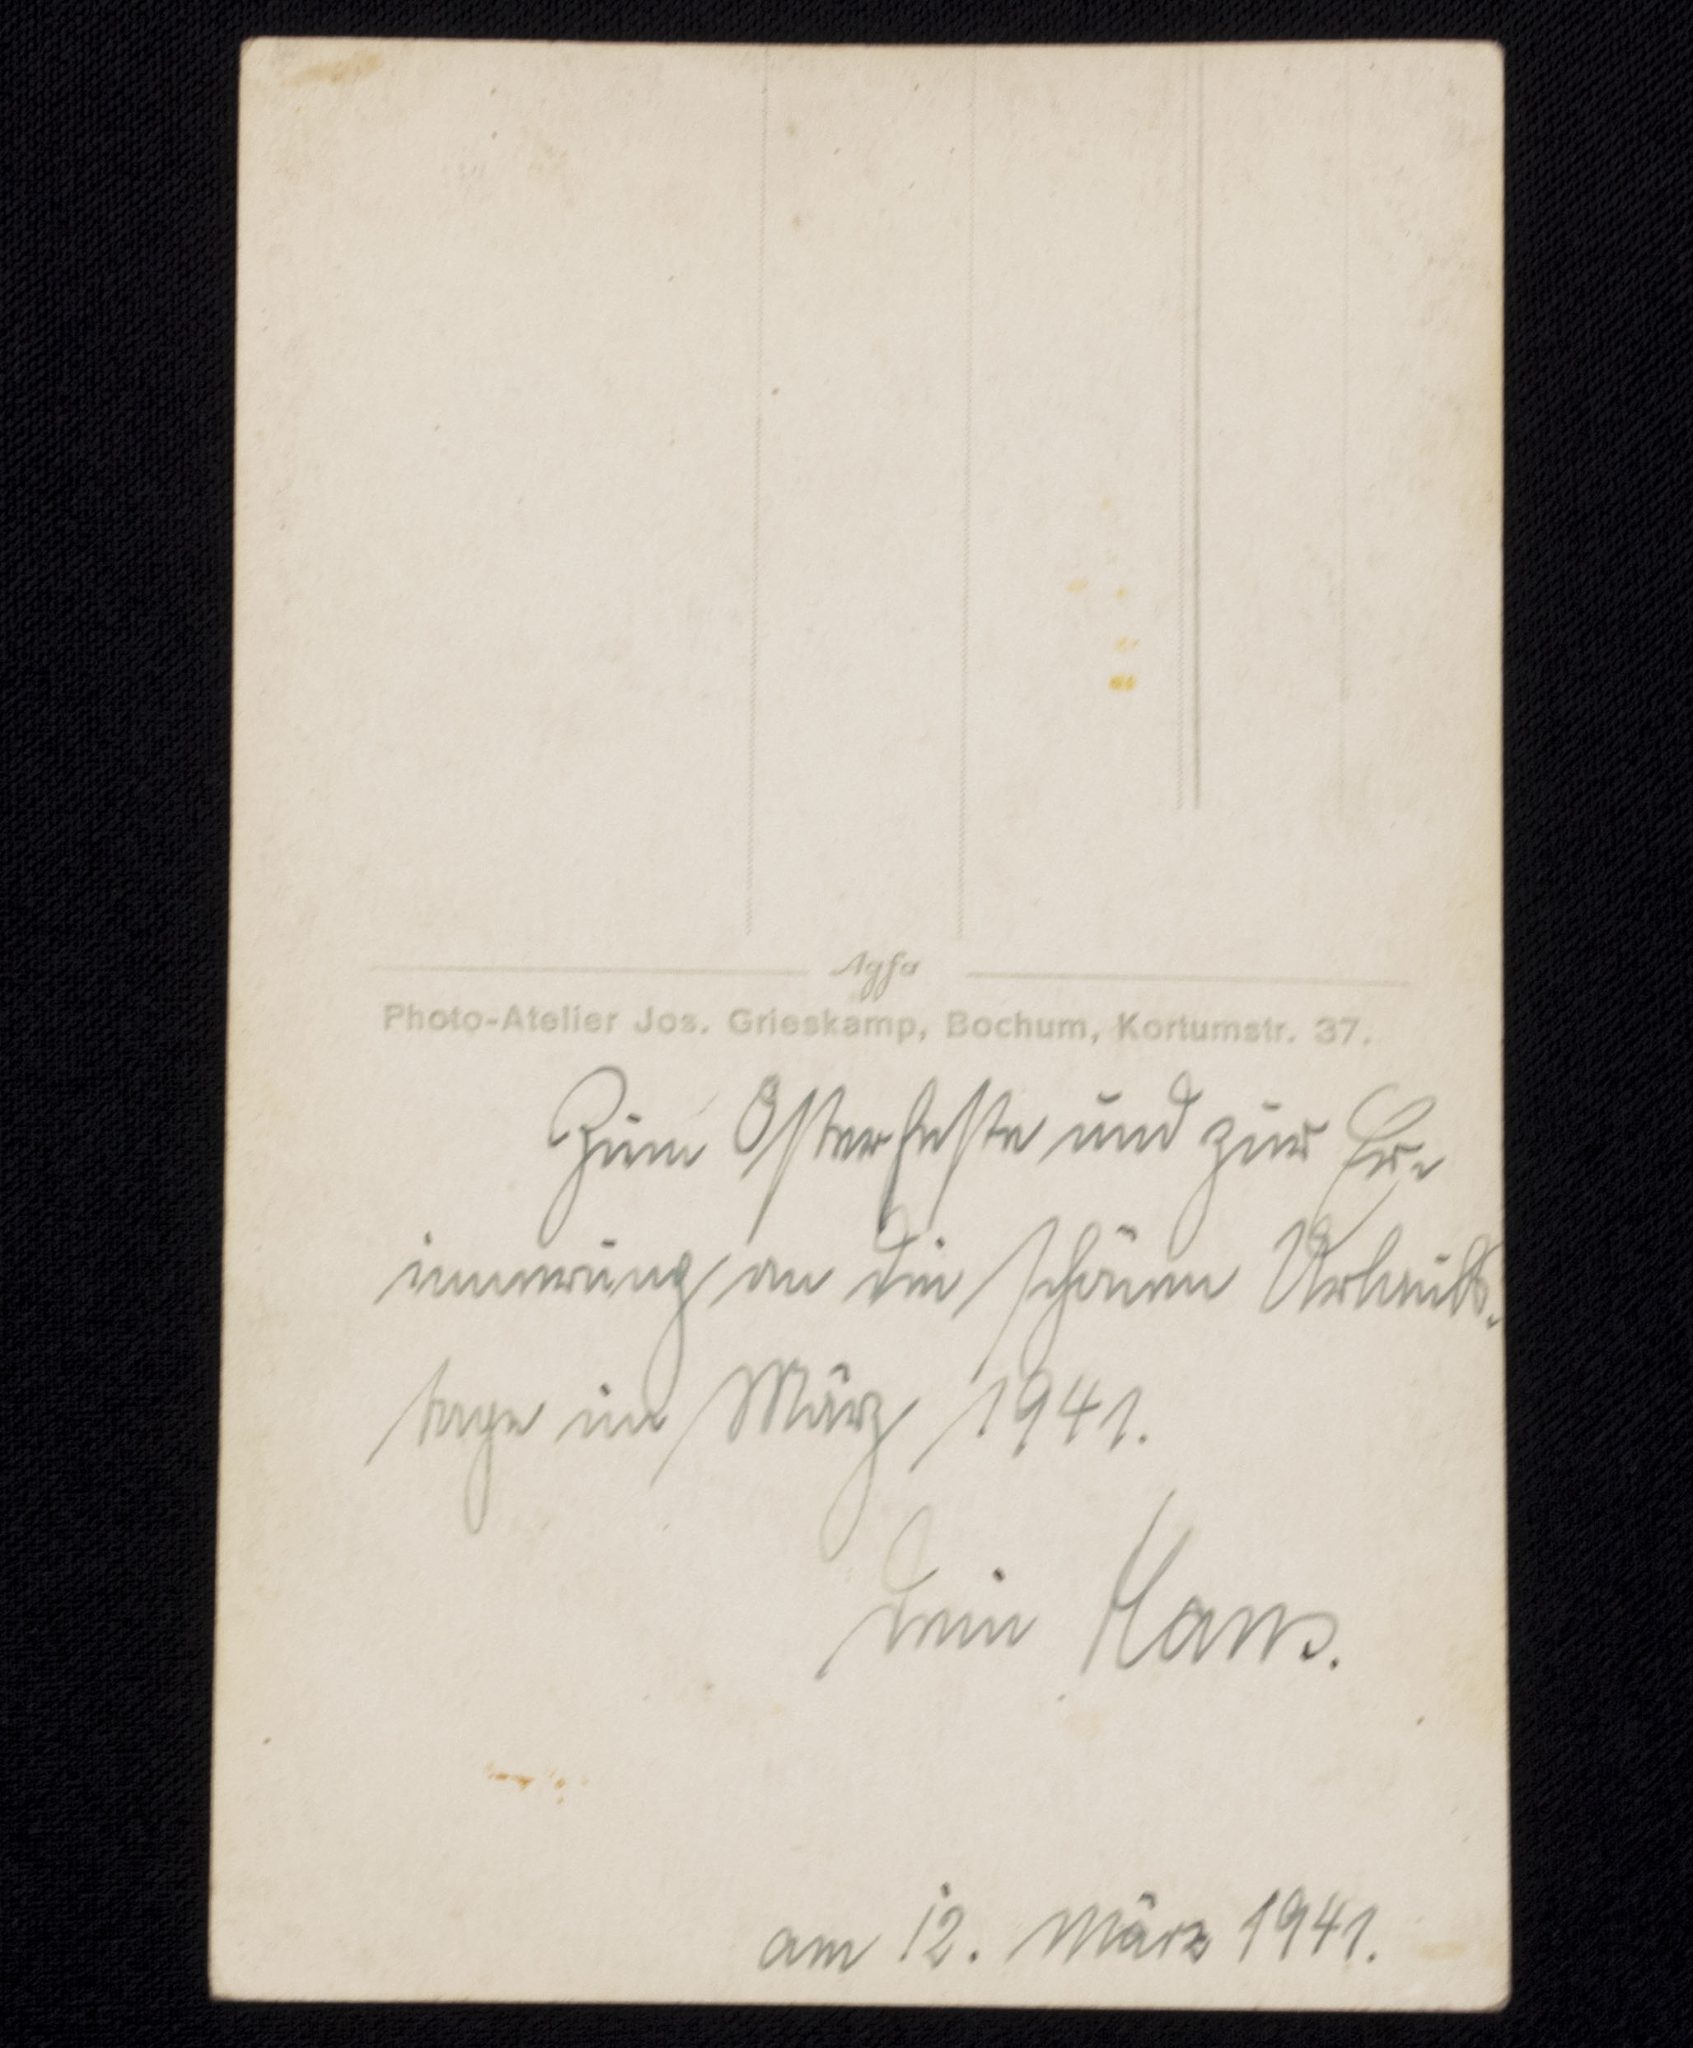 Agfa
Photo-Atelier Jos. Grieskamp, Bochum, Kortumstr. 37.
Zum Osterfeste und zur Er-
innerung an die schönen Urlaubs-
tage im März 1941.
Dein Hans.
am 12. März 1941.